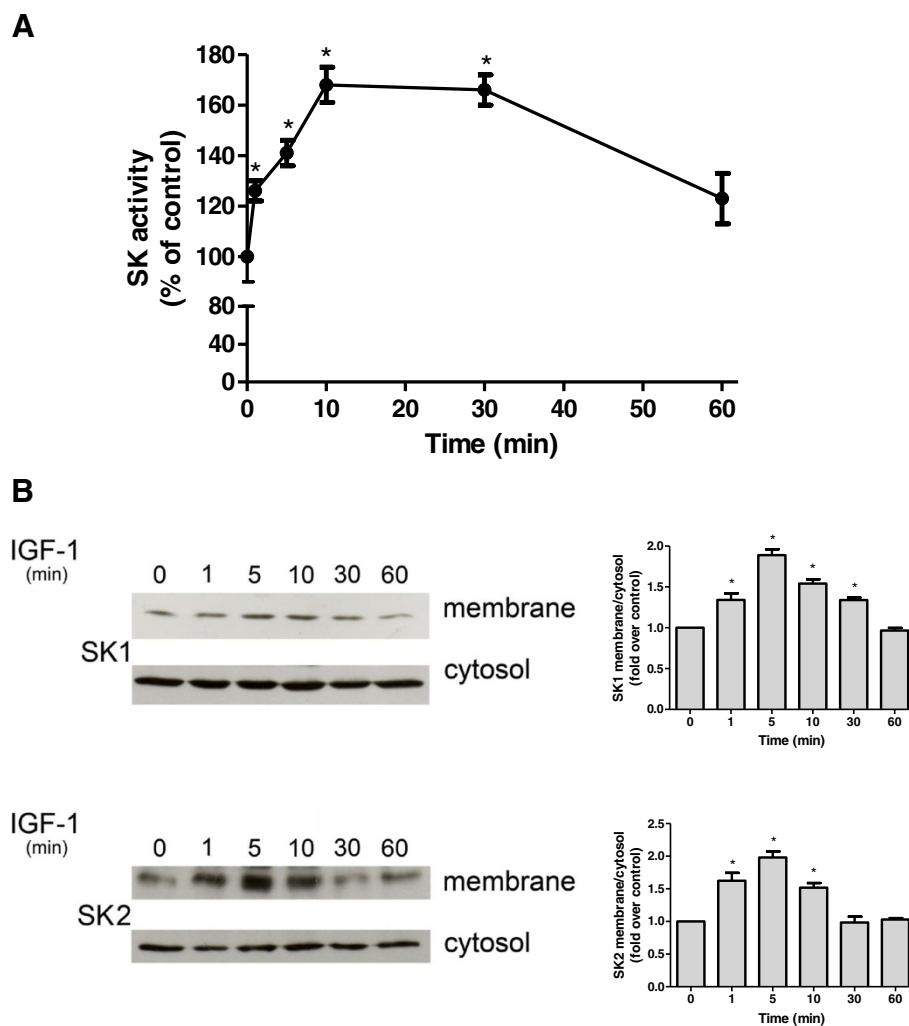 A
SK activity
(% of control)
180
160
140
120
100
80
40
0
*
*
*
*
0 10 20 30 40 50 60
Time (min)
B
IGF-1
(min)
0 1 5 10 30 60
membrane
SK1
cytosol
SK1 membrane/cytosol
(fold over control)
2.0
1.5
1.0
0.5
0.0
*
*
*
*
0 1 5 10 30 60
Time (min)
IGF-1
(min)
0 1 5 10 30 60
membrane
SK2
cytosol
SK2 membrane/cytosol
(fold over control)
2.5
2.0
1.5
1.0
0.5
0.0
*
*
*
0 1 5 10 30 60
Time (min)